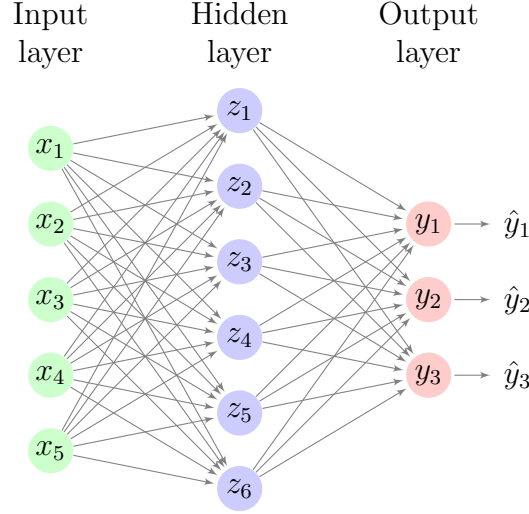 Input layer
Hidden layer
Output layer
x₁
x₂
x₃
x₄
x₅
z₁
z₂
z₃
z₄
z₅
z₆
y₁
y₂
y₃
ŷ₁
ŷ₂
ŷ₃